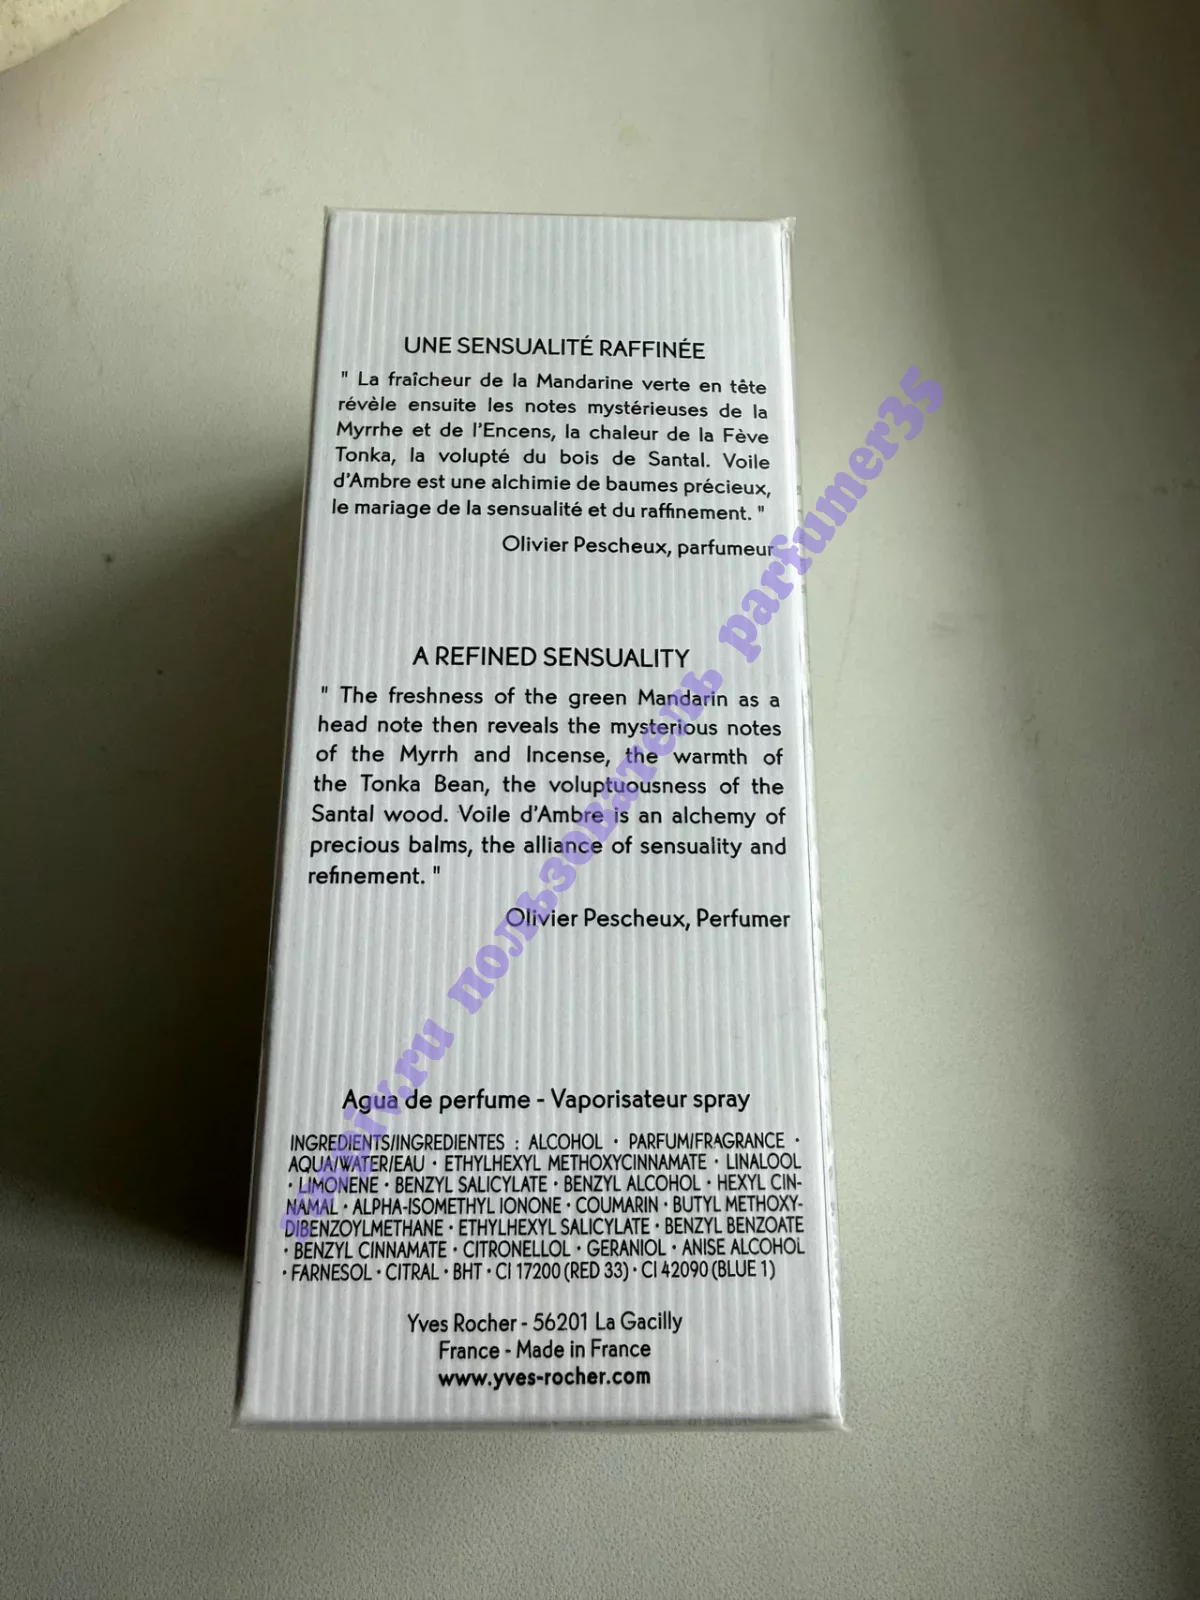 UNE SENSUALITÉ RAFFINÉE
" La fraîcheur de la Mandarine verte en tête
révèle ensuite les notes mystérieuses de la
Myrrhe et de l'Encens, la chaleur de la Fève
Tonka, la volupté du bois de Santal. Voile
d'Ambre est une alchimie de baumes précieux,
le mariage de la sensualité et du raffinement. "
Olivier Pescheux, parfumeur
A REFINED SENSUALITY
" The freshness of the green Mandarin as a
head note then reveals the mysterious notes
of the Myrrh and Incense, the warmth of
the Tonka Bean, the voluptuousness of the
Santal wood. Voile d'Ambre is an alchemy of
precious balms, the alliance of sensuality and
refinement. "
Olivier Pescheux, Perfumer
Agua de perfume - Vaporisateur spray
INGREDIENTS/INGREDIENTES : ALCOHOL • PARFUM/FRAGRANCE •
AQUA/WATER/EAU • ETHYLHEXYL METHOXYCINNAMATE • LINALOOL
• LIMONENE • BENZYL SALICYLATE • BENZYL ALCOHOL • HEXYL CIN-
NAMAL • ALPHA-ISOMETHYL IONONE • COUMARIN • BUTYL METHOXY-
DIBENZOYLMETHANE • ETHYLHEXYL SALICYLATE • BENZYL BENZOATE
• BENZYL CINNAMATE • CITRONELLOL • GERANIOL • ANISE ALCOHOL
• FARNESOL • CITRAL • BHT • CI 17200 (RED 33) • CI 42090 (BLUE 1)
Yves Rocher - 56201 La Gacilly
France - Made in France
www.yves-rocher.com
пользователь parfumer35